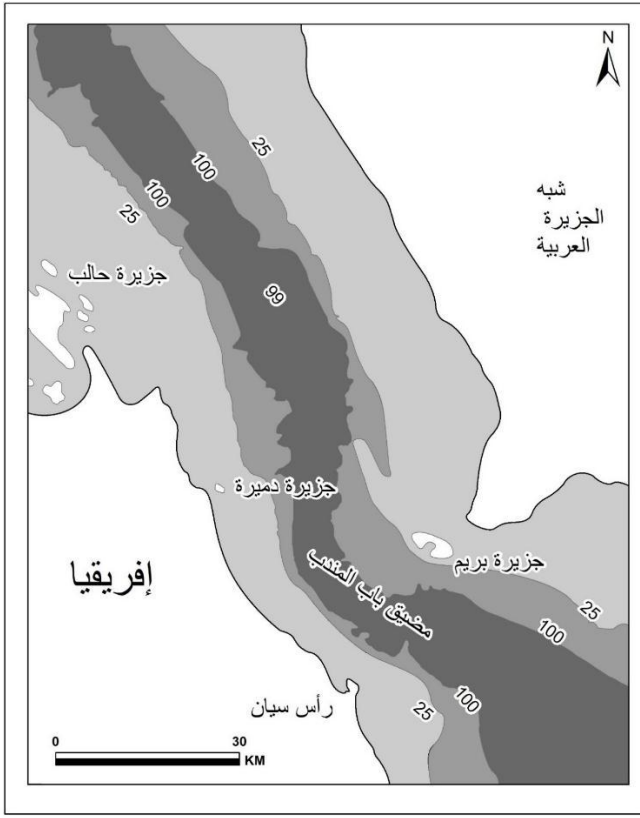 N
25
100
100
25
شبه
الجزيرة
العربية
جزيرة حالب
99
جزيرة دميرة
جزيرة بريم
مضيق باب المندب
إفريقيا
25
100
100
25
رأس سيان
0 30
KM